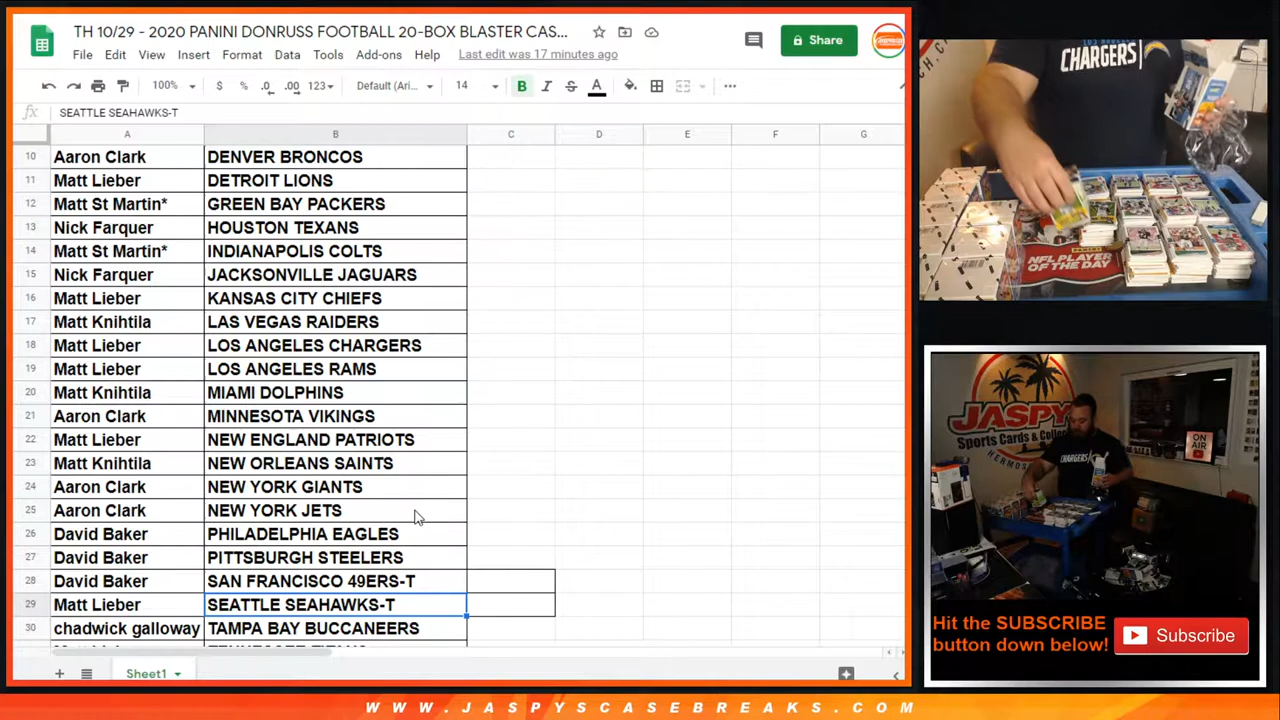 TH 10/29 - 2020 PANINI DONRUSS FOOTBALL 20-BOX BLASTER CAS...
File Edit View Insert Format Data Tools Add-ons Help Last edit was 17 minutes ago
Share
100% $ % .0 .00 123 Default (Ari... 14 B I S A
fx SEATTLE SEAHAWKS-T
A B C D E F G
10 Aaron Clark DENVER BRONCOS
11 Matt Lieber DETROIT LIONS
12 Matt St Martin* GREEN BAY PACKERS
13 Nick Farquer HOUSTON TEXANS
14 Matt St Martin* INDIANAPOLIS COLTS
15 Nick Farquer JACKSONVILLE JAGUARS
16 Matt Lieber KANSAS CITY CHIEFS
17 Matt Knihtila LAS VEGAS RAIDERS
18 Matt Lieber LOS ANGELES CHARGERS
19 Matt Lieber LOS ANGELES RAMS
20 Matt Knihtila MIAMI DOLPHINS
21 Aaron Clark MINNESOTA VIKINGS
22 Matt Lieber NEW ENGLAND PATRIOTS
23 Matt Knihtila NEW ORLEANS SAINTS
24 Aaron Clark NEW YORK GIANTS
25 Aaron Clark NEW YORK JETS
26 David Baker PHILADELPHIA EAGLES
27 David Baker PITTSBURGH STEELERS
28 David Baker SAN FRANCISCO 49ERS-T
29 Matt Lieber SEATTLE SEAHAWKS-T
30 chadwick galloway TAMPA BAY BUCCANEERS
Sheet1
LOS ANGELES
CHARGERS
PANINI
NFL PLAYER
OF THE DAY
JASPY'S
Sports Cards & Colle
HERMOS
CHARGERS
ON
AIR
Hit the SUBSCRIBE
button down below!
Subscribe
WWW.JASPYSCASEBREAKS.COM